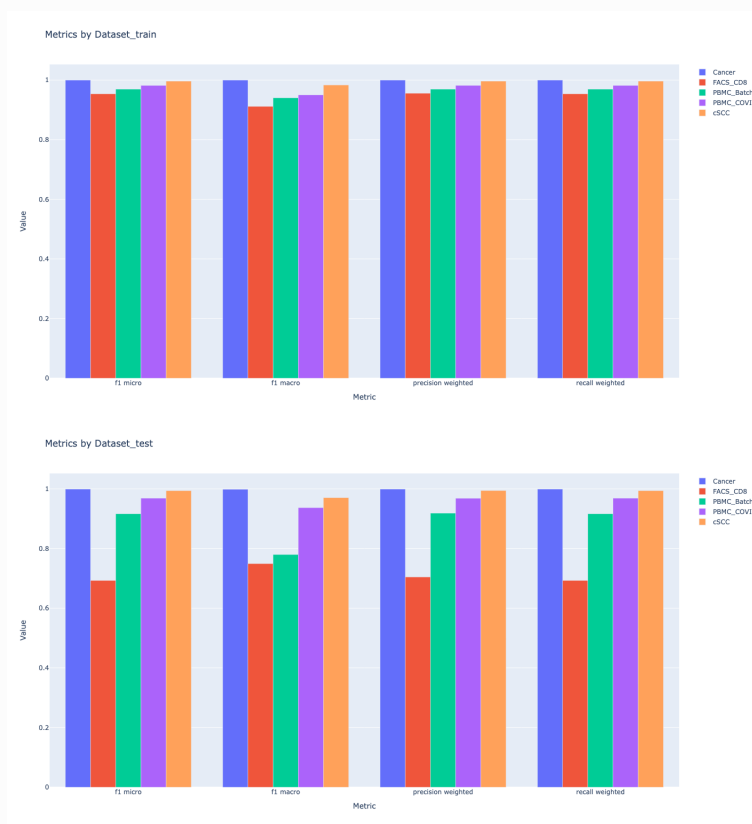 Metrics by Dataset_train
1
0.8
0.6
0.4
0.2
0
Value
f1 micro
f1 macro
precision weighted
recall weighted
Metric
Cancer
FACS_CD8
PBMC_Batch
PBMC_COVI
cSCC
Metrics by Dataset_test
1
0.8
0.6
0.4
0.2
0
Value
f1 micro
f1 macro
precision weighted
recall weighted
Metric
Cancer
FACS_CD8
PBMC_Batch
PBMC_COVI
cSCC